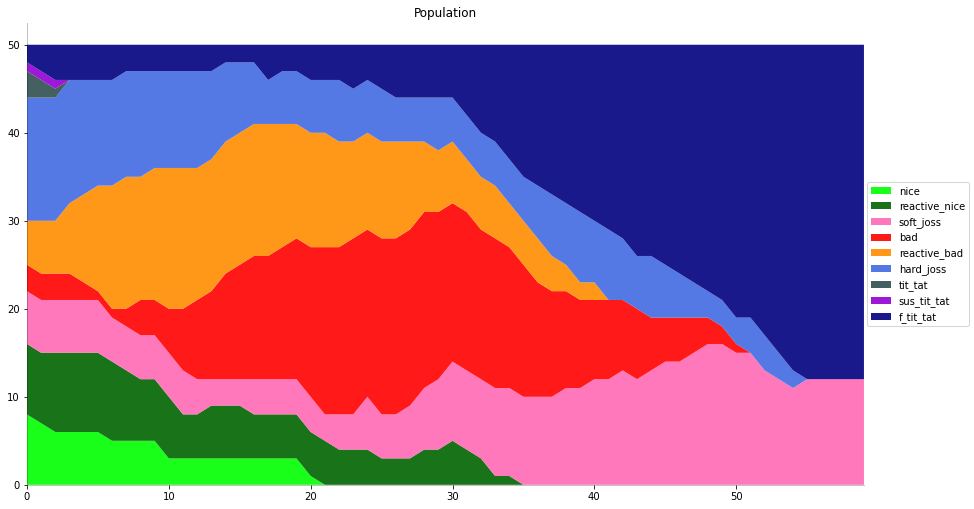 Population
50
40
30
20
10
0
0 10 20 30 40 50
nice
reactive_nice
soft_joss
bad
reactive_bad
hard_joss
tit_tat
sus_tit_tat
f_tit_tat